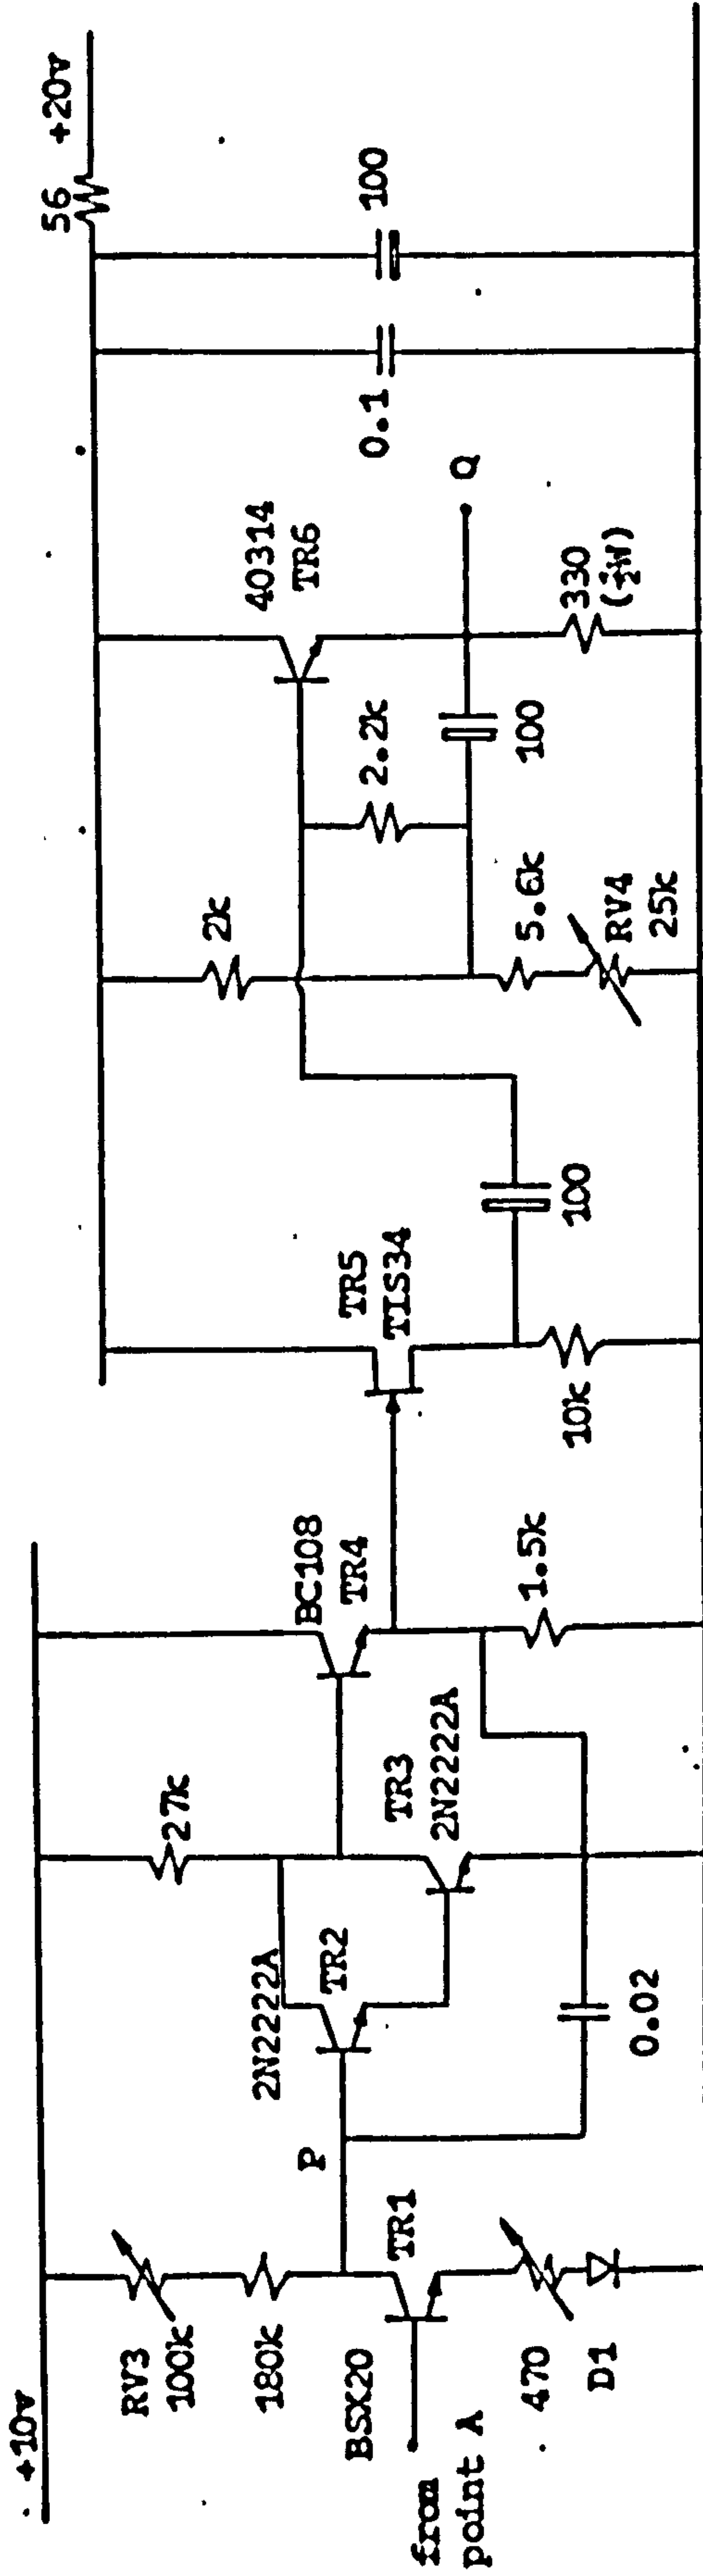 +10v
RV3
100k
180k
BSX20
TR1
from
point A
470
D1
P
2N2222A
TR2
0.02
27k
TR3
2N2222A
BC108
TR4
1.5k
TR5
TIS34
10k
100
2k
5.6k
RV4
25k
2.2k
100
40314
TR6
330
(½W)
Q
0.1
100
56
+20v